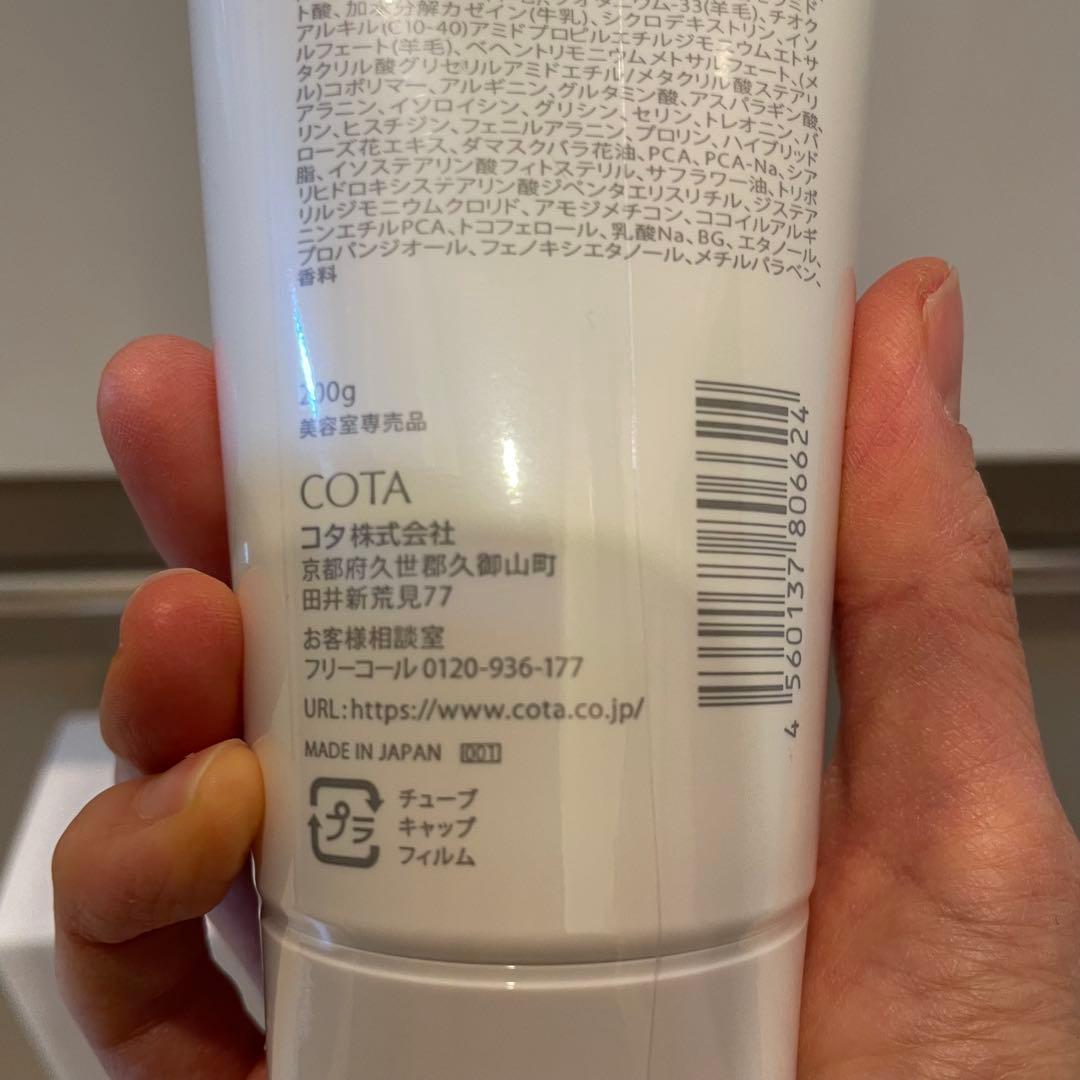 ト酸、加水分解カゼイン(牛乳)、シクロデキストリン、イソ
アルキル(C10-40)アミドプロピルエチルジモニウムエトサ
ルフェート(羊毛)、ベヘントリモニウムメトサルフェート、(メ
タクリル酸グリセリルアミドエチル/メタクリル酸ステアリ
ル)コポリマー、アルギニン、グルタミン酸、アスパラギン酸、
アラニン、イソロイシン、グリシン、セリン、トレオニン、バ
リン、ヒスチジン、フェニルアラニン、プロリン、ハイブリッド
ローズ花エキス、ダマスクバラ花油、PCA、PCA-Na、シア
脂、イソステアリン酸フィトステリル、サフラワー油、トリポ
リヒドロキシステアリン酸ジペンタエリスリチル、ジステア
リルジモニウムクロリド、アモジメチコン、ココイルアルギ
ニンエチルPCA、トコフェロール、乳酸Na、BG、エタノール、
プロパンジオール、フェノキシエタノール、メチルパラベン、
香料
200g
美容室専売品
COTA
コタ株式会社
京都府久世郡久御山町
田井新荒見77
お客様相談室
フリーコール 0120-936-177
URL:https://www.cota.co.jp/
MADE IN JAPAN 001
プラ
チューブ
キャップ
フィルム
4 560137 806624